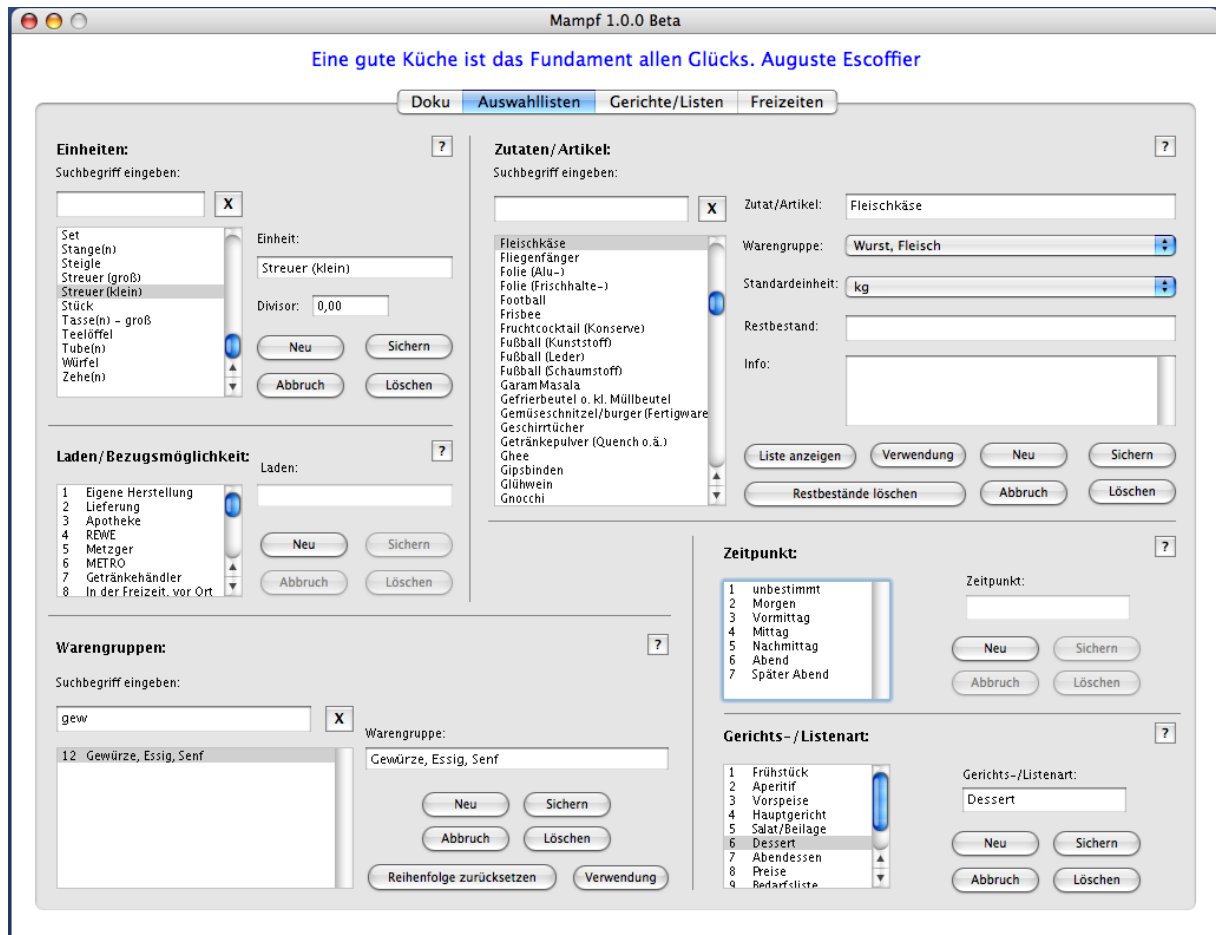 Mampf 1.0.0 Beta
Eine gute Küche ist das Fundament allen Glücks. Auguste Escoffier
Doku Auswahllisten Gerichte/Listen Freizeiten
Einheiten:
?
Suchbegriff eingeben:
X
Set
Stange(n)
Steigle
Streuer (groß)
Streuer (klein)
Stück
Tasse(n) - groß
Teelöffel
Tube(n)
Würfel
Zehe(n)
Einheit:
Streuer (klein)
Divisor: 0,00
Neu Sichern
Abbruch Löschen
Laden/Bezugsmöglichkeit:
?
1 Eigene Herstellung
2 Lieferung
3 Apotheke
4 REWE
5 Metzger
6 METRO
7 Getränkehändler
8 In der Freizeit, vor Ort
Laden:
Neu Sichern
Abbruch Löschen
Zutaten/Artikel:
?
Suchbegriff eingeben:
X
Fleischkäse
Fliegenfänger
Folie (Alu-)
Folie (Frischhalte-)
Football
Frisbee
Fruchtcocktail (Konserve)
Fußball (Kunststoff)
Fußball (Leder)
Fußball (Schaumstoff)
Garam Masala
Gefrierbeutel o. kl. Müllbeutel
Gemüseschnitzel/burger (Fertigware
Geschirrtücher
Getränkepulver (Quench o.ä.)
Ghee
Gipsbinden
Glühwein
Gnocchi
Zutat/Artikel: Fleischkäse
Warengruppe: Wurst, Fleisch
Standardeinheit: kg
Restbestand:
Info:
Liste anzeigen Verwendung Neu Sichern
Restbestände löschen Abbruch Löschen
Warengruppen:
?
Suchbegriff eingeben:
gew X
12 Gewürze, Essig, Senf
Warengruppe:
Gewürze, Essig, Senf
Neu Sichern
Abbruch Löschen
Reihenfolge zurücksetzen Verwendung
Zeitpunkt:
?
1 unbestimmt
2 Morgen
3 Vormittag
4 Mittag
5 Nachmittag
6 Abend
7 Später Abend
Zeitpunkt:
Neu Sichern
Abbruch Löschen
Gerichts-/Listenart:
?
1 Frühstück
2 Aperitif
3 Vorspeise
4 Hauptgericht
5 Salat/Beilage
6 Dessert
7 Abendessen
8 Preise
9 Bedarfsliste
Gerichts-/Listenart:
Dessert
Neu Sichern
Abbruch Löschen